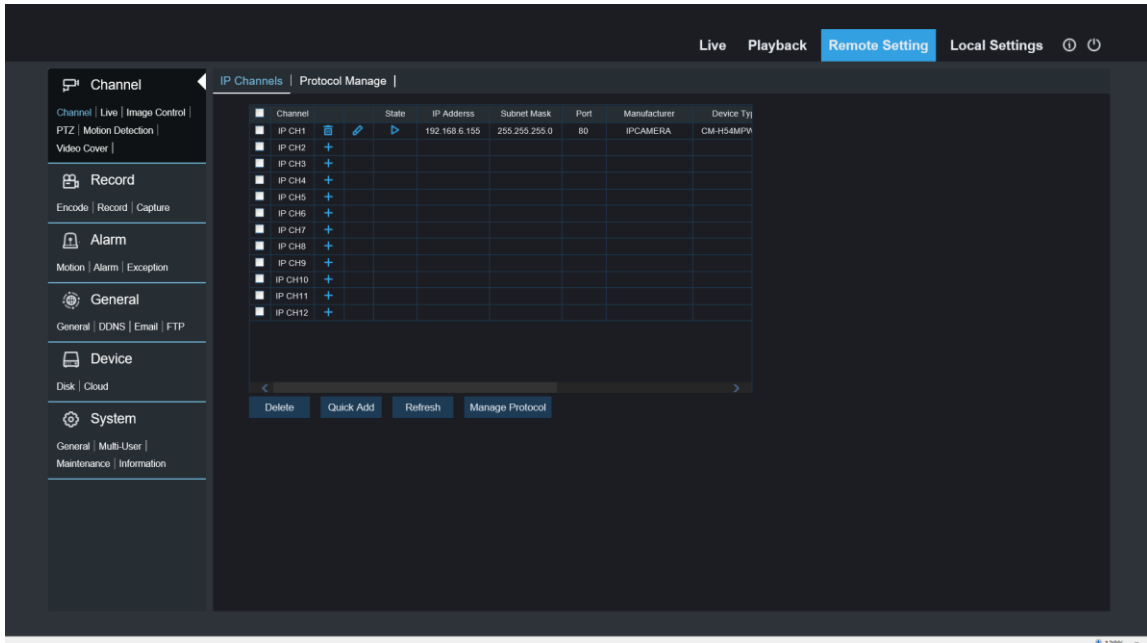 Live Playback Remote Setting Local Settings
Channel
Channel | Live | Image Control |
PTZ | Motion Detection |
Video Cover |
Record
Encode | Record | Capture
Alarm
Motion | Alarm | Exception
General
General | DDNS | Email | FTP
Device
Disk | Cloud
System
General | Multi-User |
Maintenance | Information
IP Channels | Protocol Manage |
Channel State IP Adderss Subnet Mask Port Manufacturer Device Typ
IP CH1 192.168.6.155 255.255.255.0 80 IPCAMERA CM-H54MPW
IP CH2 +
IP CH3 +
IP CH4 +
IP CH5 +
IP CH6 +
IP CH7 +
IP CH8 +
IP CH9 +
IP CH10 +
IP CH11 +
IP CH12 +
Delete Quick Add Refresh Manage Protocol